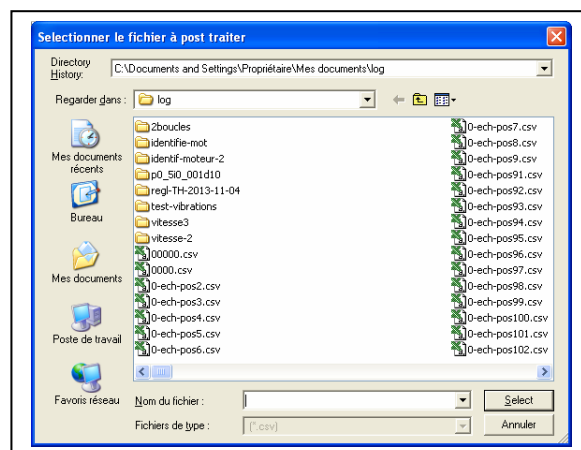 Selectionner le fichier à post traiter
Directory History: C:\Documents and Settings\Propriétaire\Mes documents\log
Regarder dans : log
Mes documents récents
Bureau
Mes documents
Poste de travail
Favoris réseau
2boucles
identifie-mot
identif-moteur-2
p0_5i0_001d10
regl-TH-2013-11-04
test-vibrations
vitesse3
vitesse-2
00000.csv
0000.csv
0-ech-pos2.csv
0-ech-pos3.csv
0-ech-pos4.csv
0-ech-pos5.csv
0-ech-pos6.csv
0-ech-pos7.csv
0-ech-pos8.csv
0-ech-pos9.csv
0-ech-pos91.csv
0-ech-pos92.csv
0-ech-pos93.csv
0-ech-pos94.csv
0-ech-pos95.csv
0-ech-pos96.csv
0-ech-pos97.csv
0-ech-pos98.csv
0-ech-pos99.csv
0-ech-pos100.csv
0-ech-pos101.csv
0-ech-pos102.csv
Nom du fichier :
Select
Fichiers de type : (*.csv)
Annuler